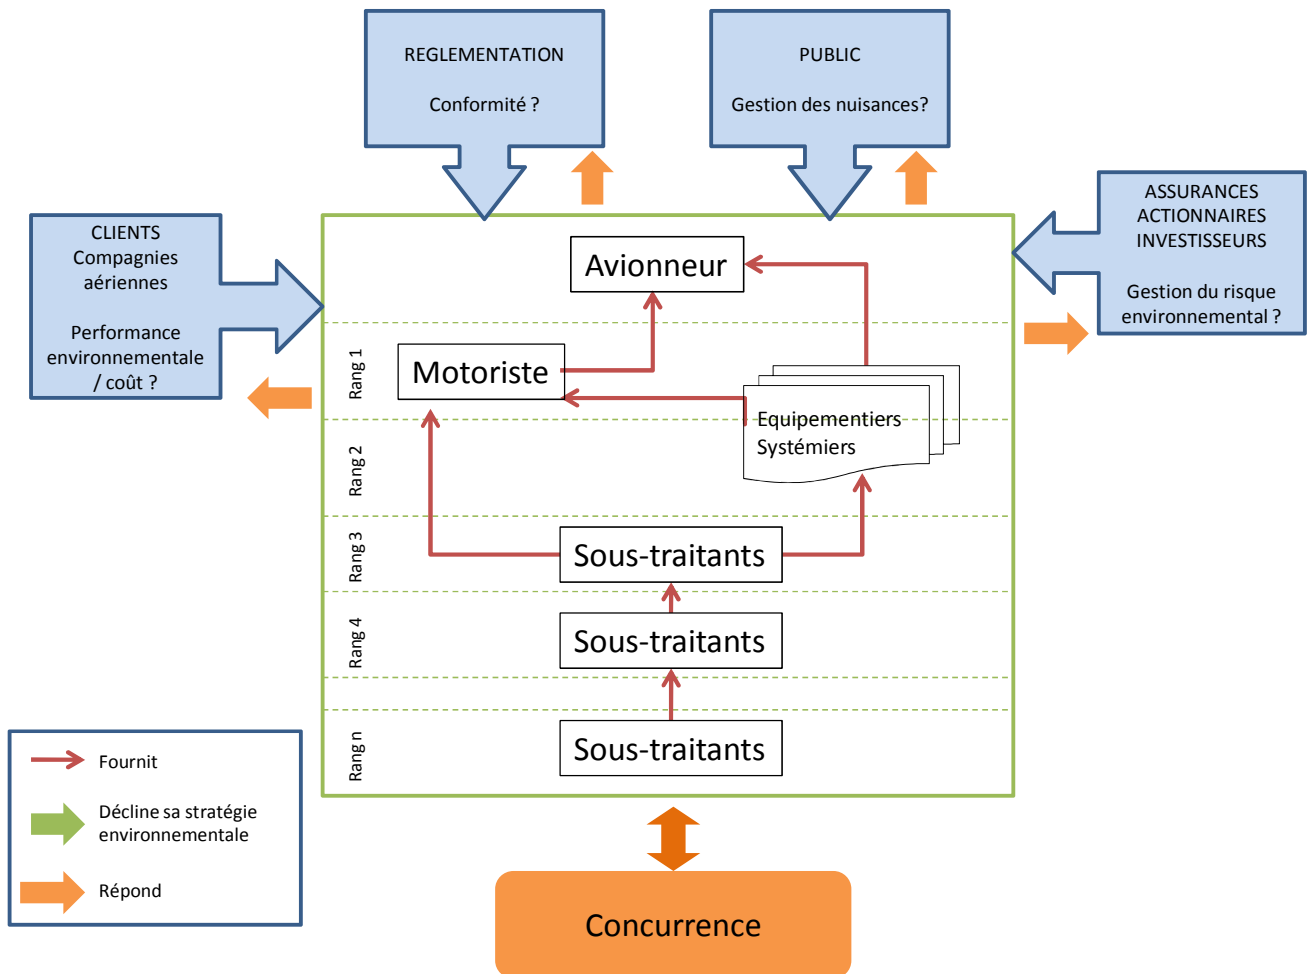 REGLEMENTATION
Conformité ?
PUBLIC
Gestion des nuisances?
CLIENTS
Compagnies
aériennes
Performance
environnementale
/ coût ?
ASSURANCES
ACTIONNAIRES
INVESTISSEURS
Gestion du risque
environnemental ?
Avionneur
Rang 1
Motoriste
Equipementiers
Systémiers
Rang 2
Rang 3
Sous-traitants
Rang 4
Sous-traitants
Rang n
Sous-traitants
Fournit
Décline sa stratégie
environnementale
Répond
Concurrence